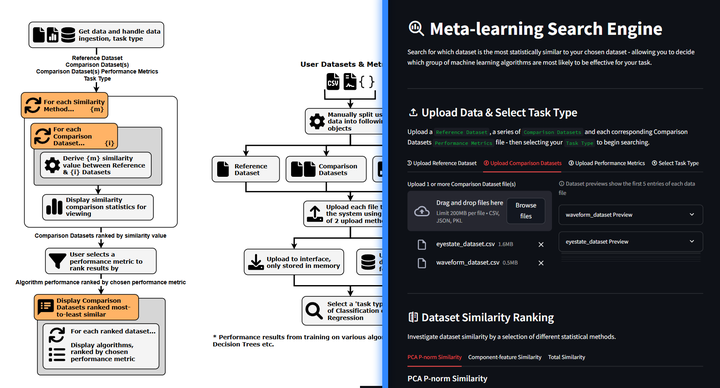 Get data and handle data
ingestion, task type
Reference Dataset
Comparison Dataset(s)
Comparison Dataset(s) Performance Metrics
Task Type
For each Similarity
Method... {m}
For each
Comparison
Dataset... {i}
Derive {m} similarity
value between Reference
& {i} Datasets
Display similarity
comparison statistics for
viewing
Comparison Datasets ranked by similarity value
User selects a
performance metric to
rank results by
Algorithm performance ranked by chosen performance metric
Display Comparison
Datasets ranked most-
to-least similar
For each ranked dataset...
Display algorithms,
ranked by chosen
performance metric
User Datasets & Met
CSV
{ }
Manually split us
data into followi
objects
Reference
Dataset
Comparison
Datasets
Upload each file t
the system using
of 2 upload metho
Upload to interface,
only stored in memory
U
d
Select a 'task typ
of Classification o
Regression
* Performance results from training on various algo
Decision Trees etc.
Meta-learning Search Engine
Search for which dataset is the most statistically similar to your chosen dataset - allowing you to decide
which group of machine learning algorithms are most likely to be effective for your task.
Upload Data & Select Task Type
Upload a Reference Dataset, a series of Comparison Datasets and each corresponding Comparison
Datasets Performance Metrics file - then selecting your Task Type to begin searching.
① Upload Reference Dataset ② Upload Comparison Datasets ③ Upload Performance Metrics ④ Select Task Type
Upload 1 or more Comparison Dataset file(s)
Drag and drop files here
Limit 200MB per file • CSV,
JSON, PKL
Browse
files
eyestate_dataset.csv 1.6MB
waveform_dataset.csv 0.5MB
Dataset previews show the first 5 entries of each data
file
waveform_dataset Preview
eyestate_dataset Preview
Dataset Similarity Ranking
Investigate dataset similarity by a selection of different statistical methods.
PCA P-norm Similarity Component-feature Similarity Total Similarity
PCA P-norm Similarity